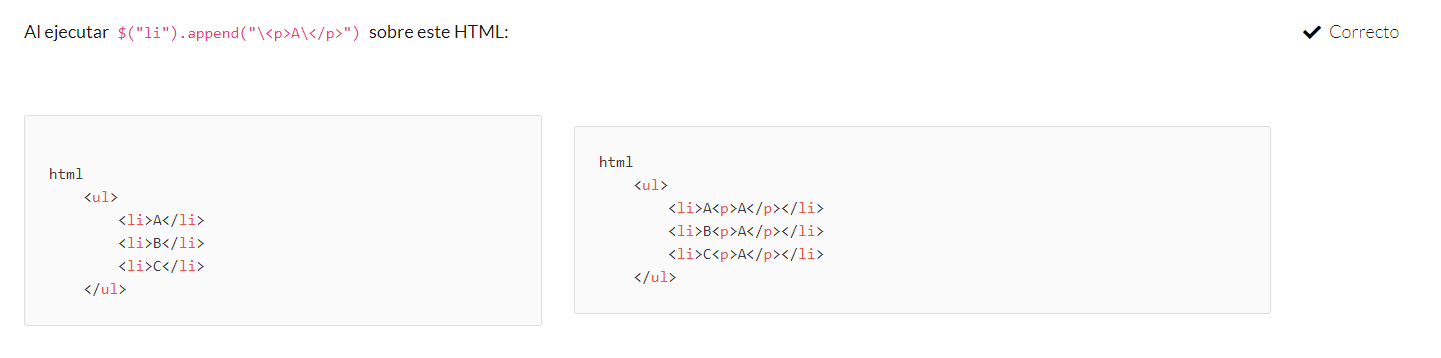 Al ejecutar $("li").append("\<p>A\</p>") sobre este HTML:
✔ Correcto
html
<ul>
<li>A</li>
<li>B</li>
<li>C</li>
</ul>
html
<ul>
<li>A<p>A</p></li>
<li>B<p>A</p></li>
<li>C<p>A</p></li>
</ul>